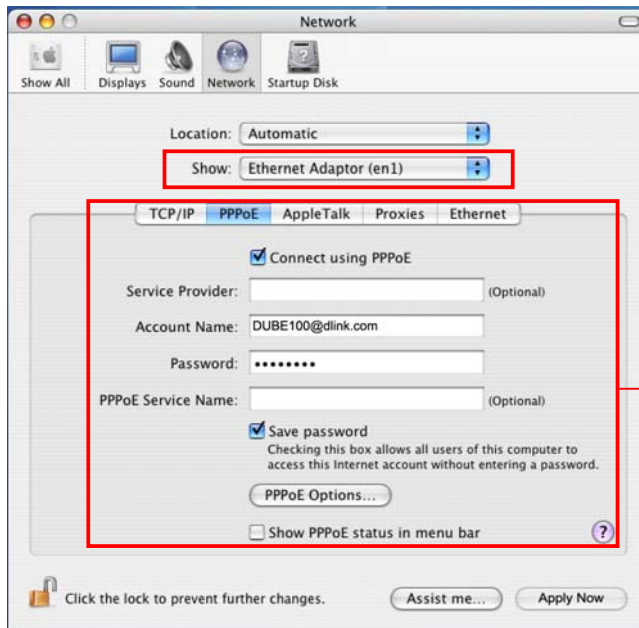 Network
Show All Displays Sound Network Startup Disk
Location: Automatic
Show: Ethernet Adaptor (en1)
TCP/IP PPPoE AppleTalk Proxies Ethernet
Connect using PPPoE
Service Provider: (Optional)
Account Name: DUBE100@dlink.com
Password: ••••••••
PPPoE Service Name: (Optional)
Save password
Checking this box allows all users of this computer to
access this Internet account without entering a password.
PPPoE Options...
Show PPPoE status in menu bar ?
Click the lock to prevent further changes. Assist me... Apply Now